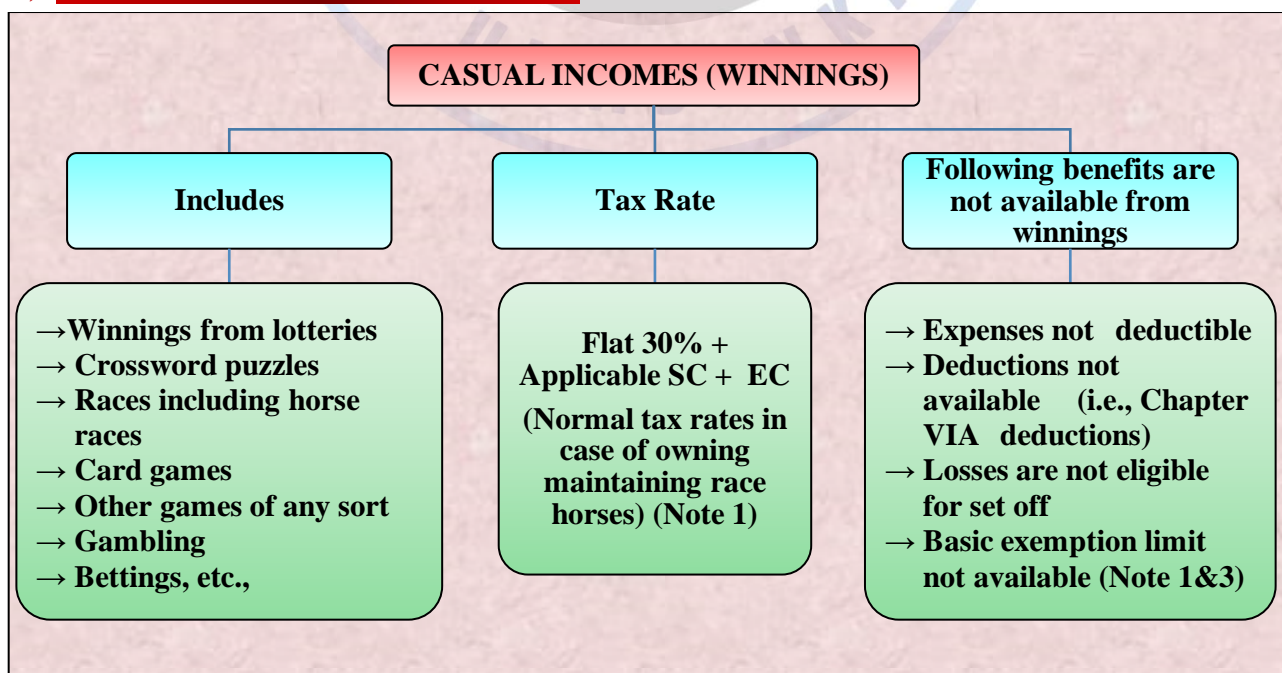 CASUAL INCOMES (WINNINGS)
Includes
Tax Rate
Following benefits are
not available from
winnings
→Winnings from lotteries
→ Crossword puzzles
→ Races including horse
races
→ Card games
→ Other games of any sort
→ Gambling
→ Bettings, etc.,
Flat 30% +
Applicable SC + EC
(Normal tax rates in
case of owning
maintaining race
horses) (Note 1)
→ Expenses not deductible
→ Deductions not
available (i.e., Chapter
VIA deductions)
→ Losses are not eligible
for set off
→ Basic exemption limit
not available (Note 1&3)